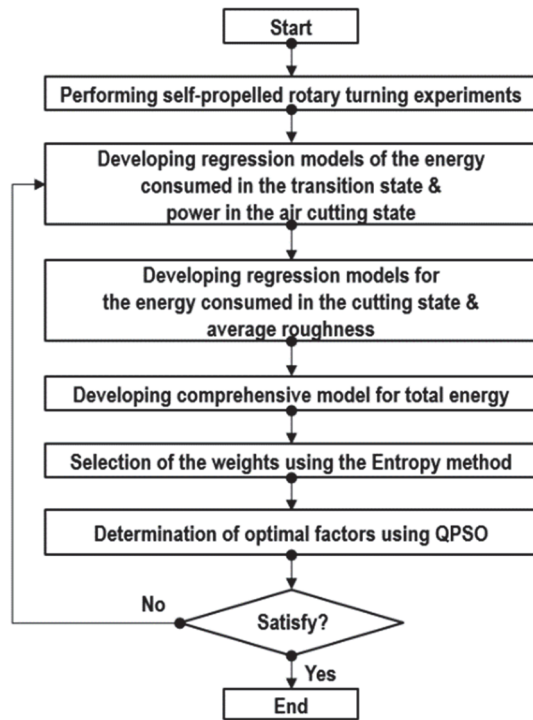 Start
Performing self-propelled rotary turning experiments
Developing regression models of the energy
consumed in the transition state &
power in the air cutting state
Developing regression models for
the energy consumed in the cutting state &
average roughness
Developing comprehensive model for total energy
Selection of the weights using the Entropy method
Determination of optimal factors using QPSO
No
Satisfy?
Yes
End